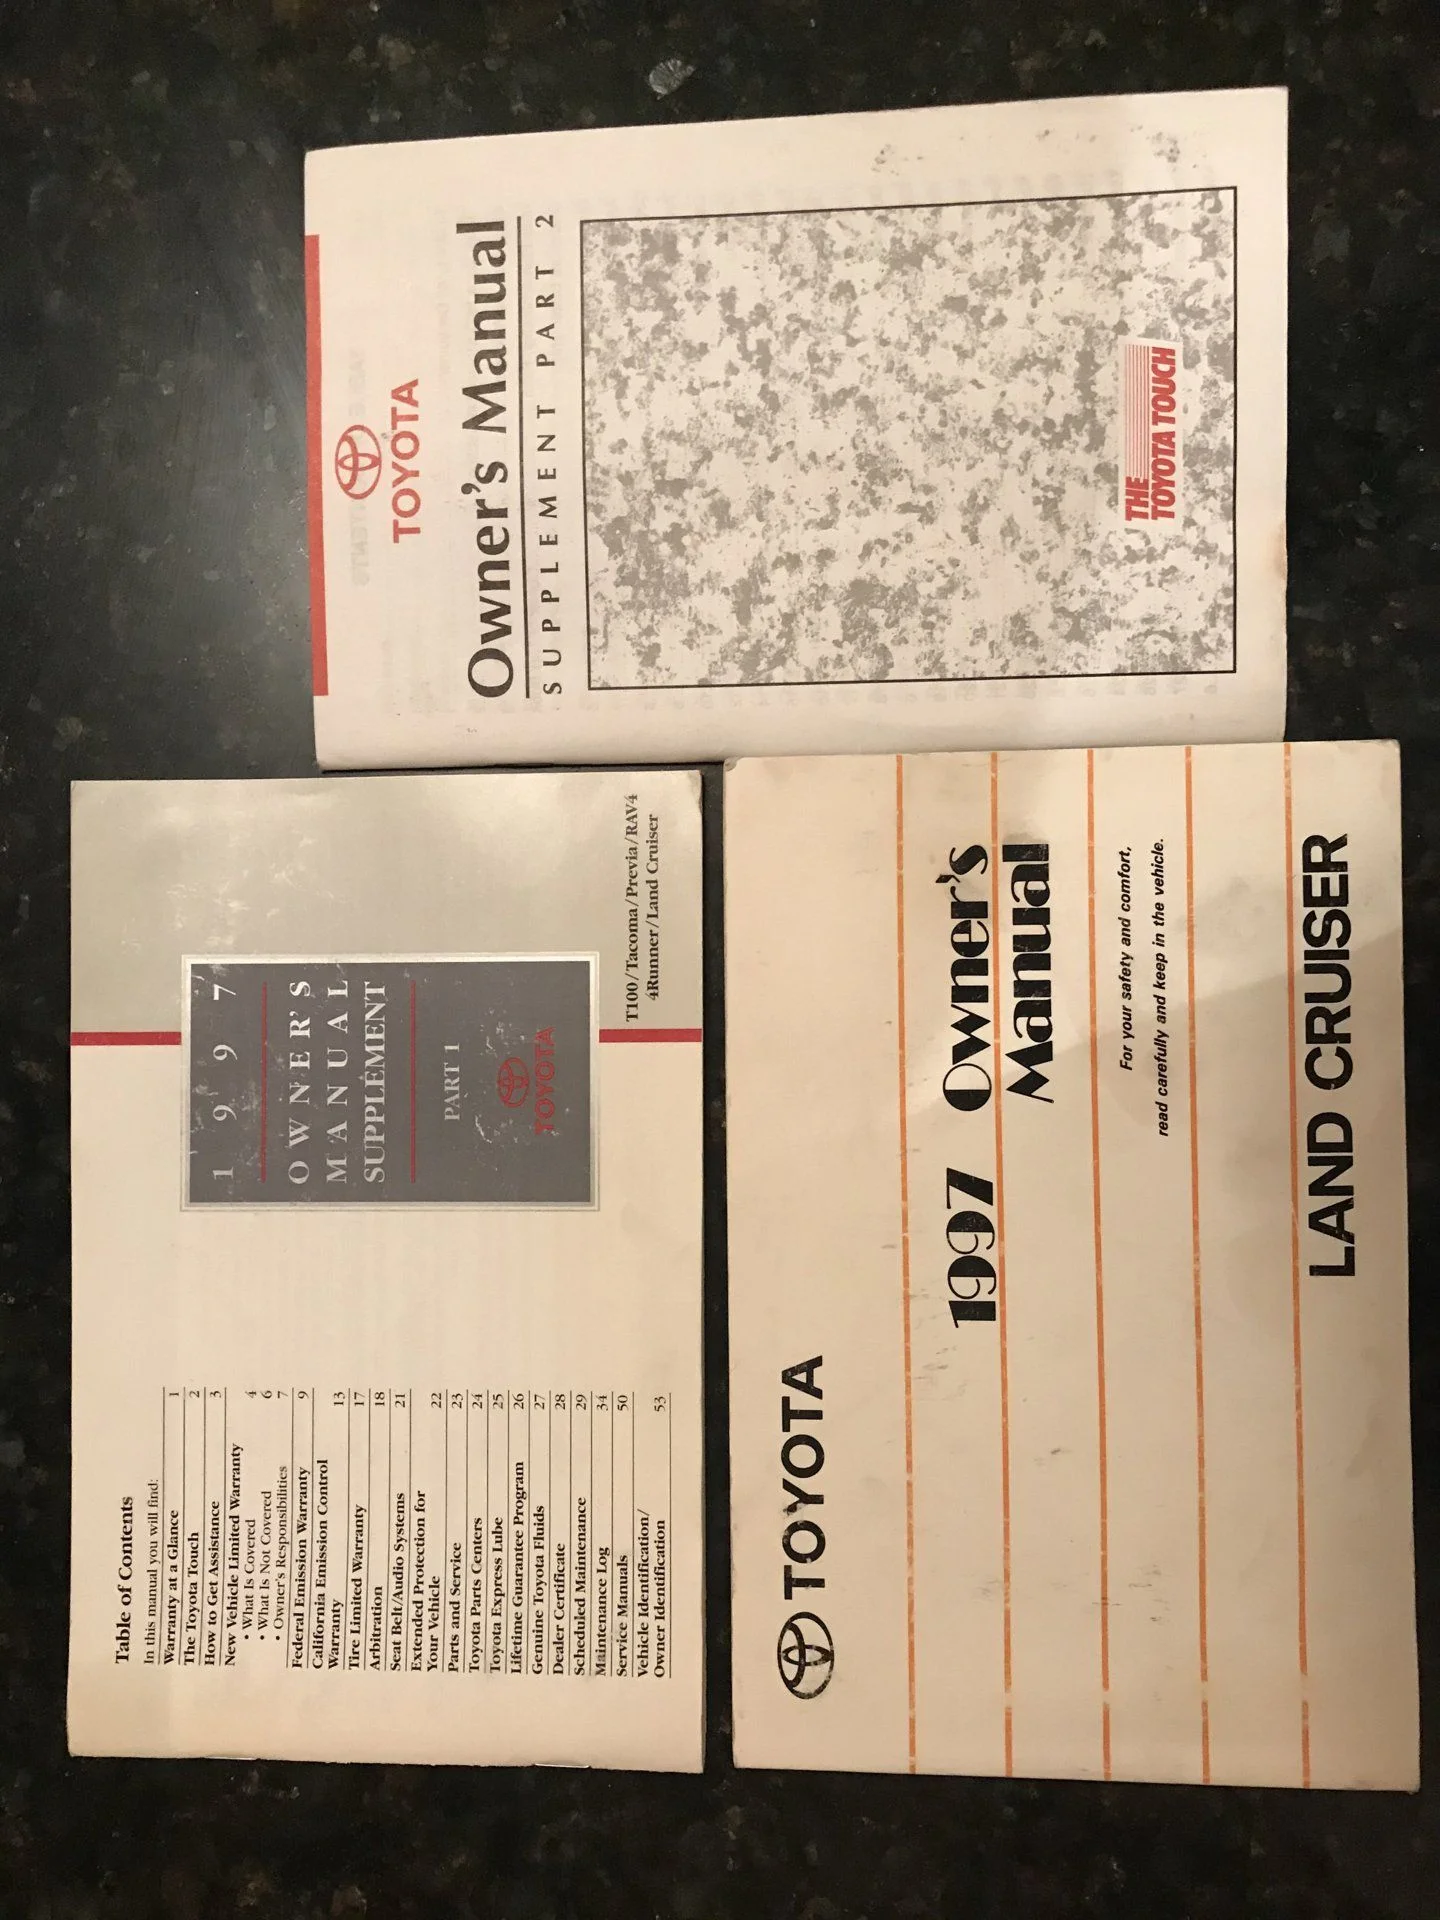 Table of Contents
In this manual you will find:
Warranty at a Glance 1
The Toyota Touch 2
How to Get Assistance 3
New Vehicle Limited Warranty
• What Is Covered 4
• What Is Not Covered 6
• Owner's Responsibilities 7
Federal Emission Warranty 9
California Emission Control
Warranty 13
Tire Limited Warranty 17
Arbitration 18
Seat Belt/Audio Systems 21
Extended Protection for
Your Vehicle 22
Parts and Service 23
Toyota Parts Centers 24
Toyota Express Lube 25
Lifetime Guarantee Program 26
Genuine Toyota Fluids 27
Dealer Certificate 28
Scheduled Maintenance 29
Maintenance Log 34
Service Manuals 50
Vehicle Identification/
Owner Identification 53
1997
OWNER'S
MANUAL
SUPPLEMENT
PART 1
TOYOTA
T100/Tacoma/Previa/RAV4
4Runner/Land Cruiser
TOYOTA
Owner's Manual
SUPPLEMENT PART 2
THE
TOYOTA TOUCH
TOYOTA
1997 Owner's
Manual
For your safety and comfort,
read carefully and keep in the vehicle.
LAND CRUISER